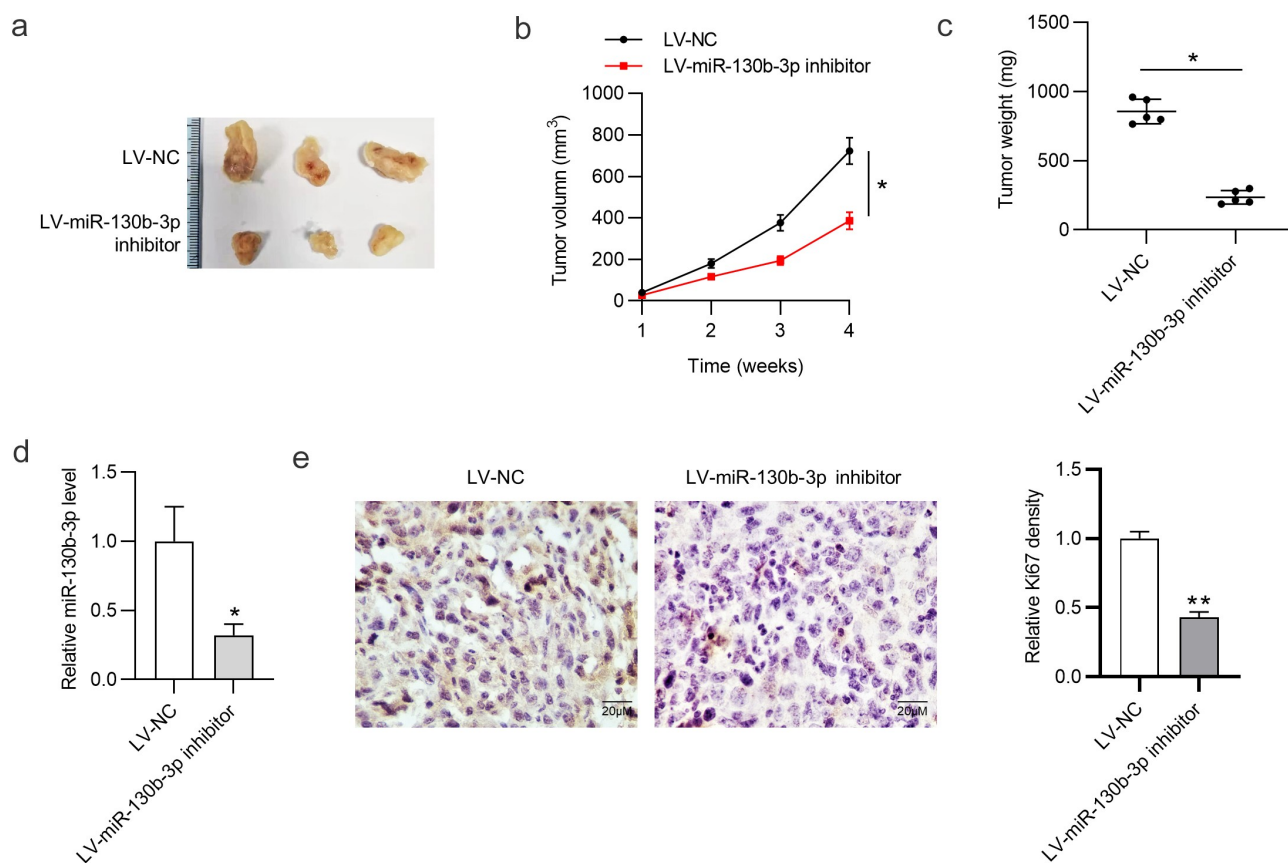 a
LV-NC
LV-miR-130b-3p
inhibitor
b
LV-NC
LV-miR-130b-3p inhibitor
Tumor volumn (mm³)
1000
800
600
400
200
0
*
1 2 3 4
Time (weeks)
c
Tumor weight (mg)
1500
1000
500
0
*
LV-NC
LV-miR-130b-3p inhibitor
d
Relative miR-130b-3p level
1.5
1.0
0.5
0.0
*
LV-NC
LV-miR-130b-3p inhibitor
e
LV-NC
LV-miR-130b-3p inhibitor
20µM
20µM
Relative Ki67 density
1.5
1.0
0.5
0.0
**
LV-NC
LV-miR-130b-3p inhibitor